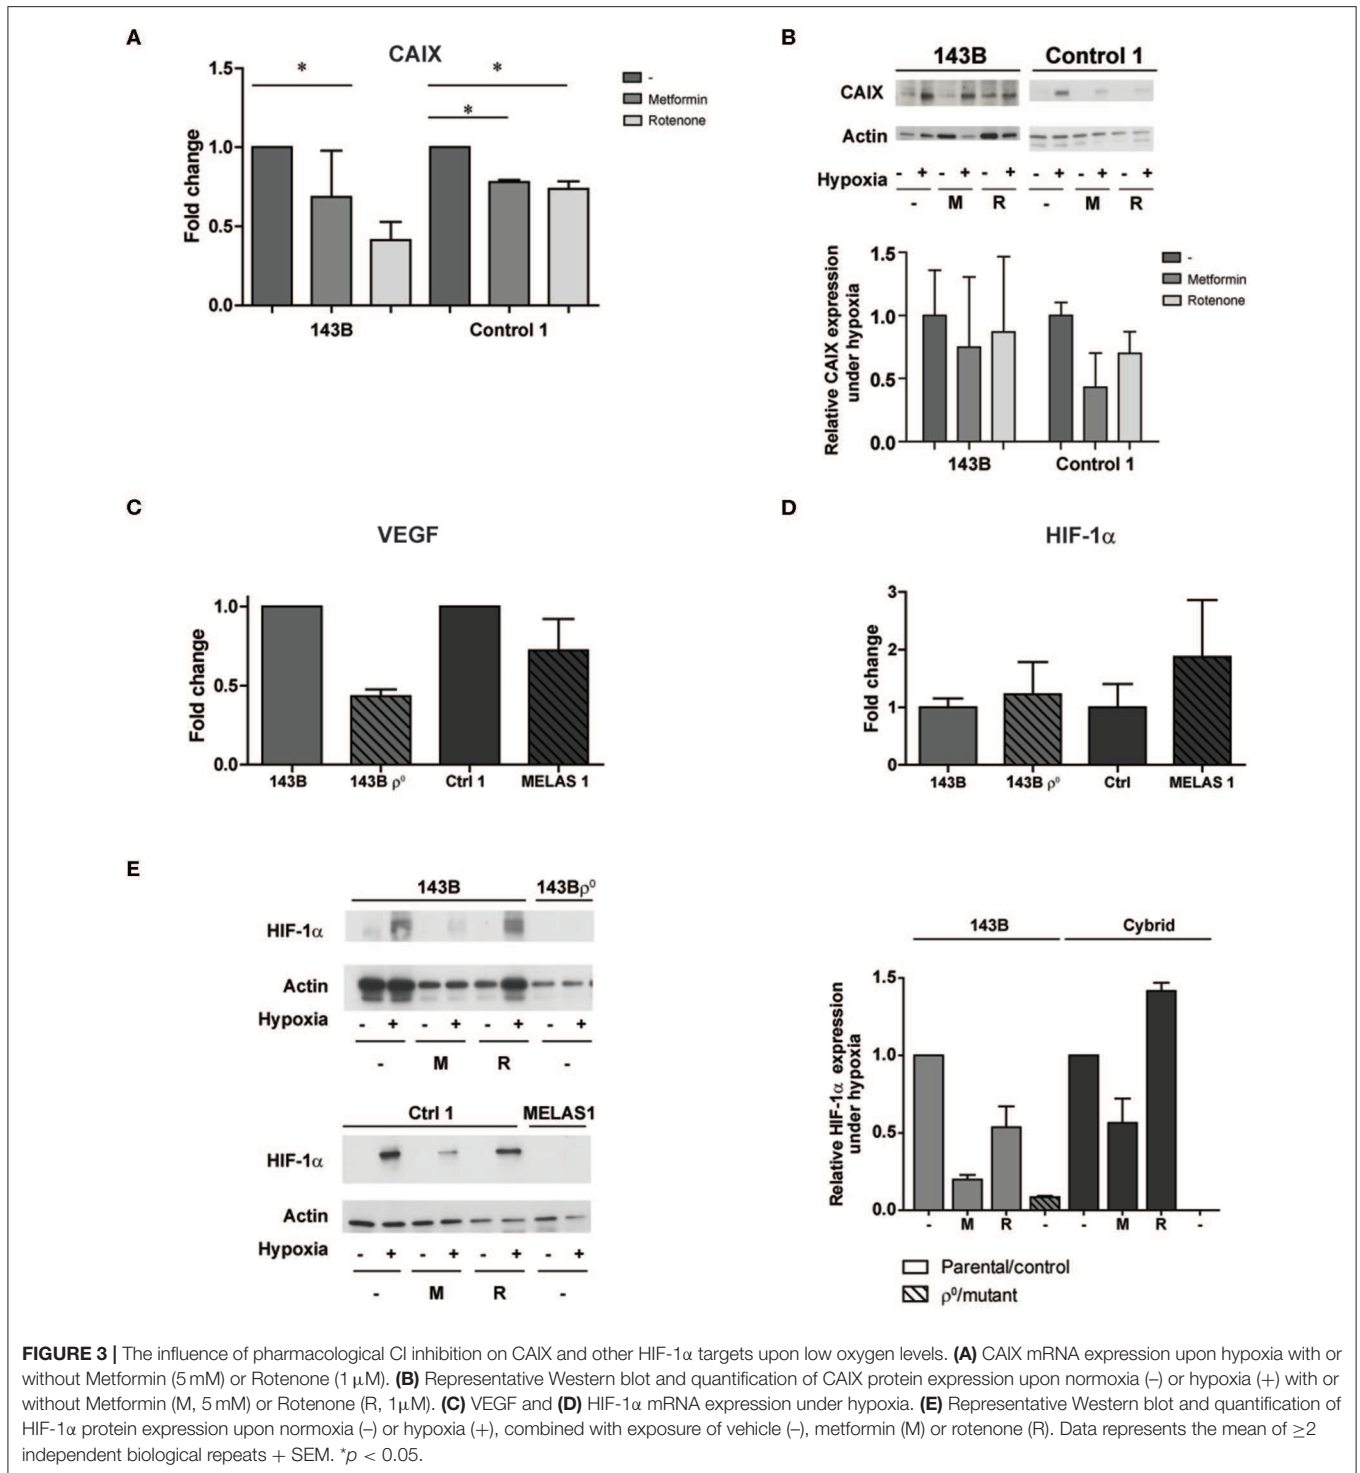 A
CAIX
1.5
1.0
0.5
0.0
Fold change
*
*
*
143B
Control 1
-
Metformin
Rotenone
B
143B Control 1
CAIX
Actin
Hypoxia - + - + - + - + - + - +
- M R - M R
1.5
1.0
0.5
0.0
Relative CAIX expression
under hypoxia
143B
Control 1
-
Metformin
Rotenone
C
VEGF
1.0
0.5
0.0
Fold change
143B 143B ρ⁰ Ctrl 1 MELAS 1
D
HIF-1α
3
2
1
0
Fold change
143B 143B ρ⁰ Ctrl MELAS 1
E
143B 143Bρ⁰
HIF-1α
Actin
Hypoxia - + - + - + - +
- M R -
Ctrl 1 MELAS1
HIF-1α
Actin
Hypoxia - + - + - + - +
- M R -
143B Cybrid
1.5
1.0
0.5
0.0
Relative HIF-1α expression
under hypoxia
- M R - - M R -
Parental/control
ρ⁰/mutant
FIGURE 3 | The influence of pharmacological CI inhibition on CAIX and other HIF-1α targets upon low oxygen levels. (A) CAIX mRNA expression upon hypoxia with or
without Metformin (5 mM) or Rotenone (1 μM). (B) Representative Western blot and quantification of CAIX protein expression upon normoxia (–) or hypoxia (+) with or
without Metformin (M, 5 mM) or Rotenone (R, 1μM). (C) VEGF and (D) HIF-1α mRNA expression under hypoxia. (E) Representative Western blot and quantification of
HIF-1α protein expression upon normoxia (–) or hypoxia (+), combined with exposure of vehicle (–), metformin (M) or rotenone (R). Data represents the mean of ≥2
independent biological repeats + SEM. *p < 0.05.